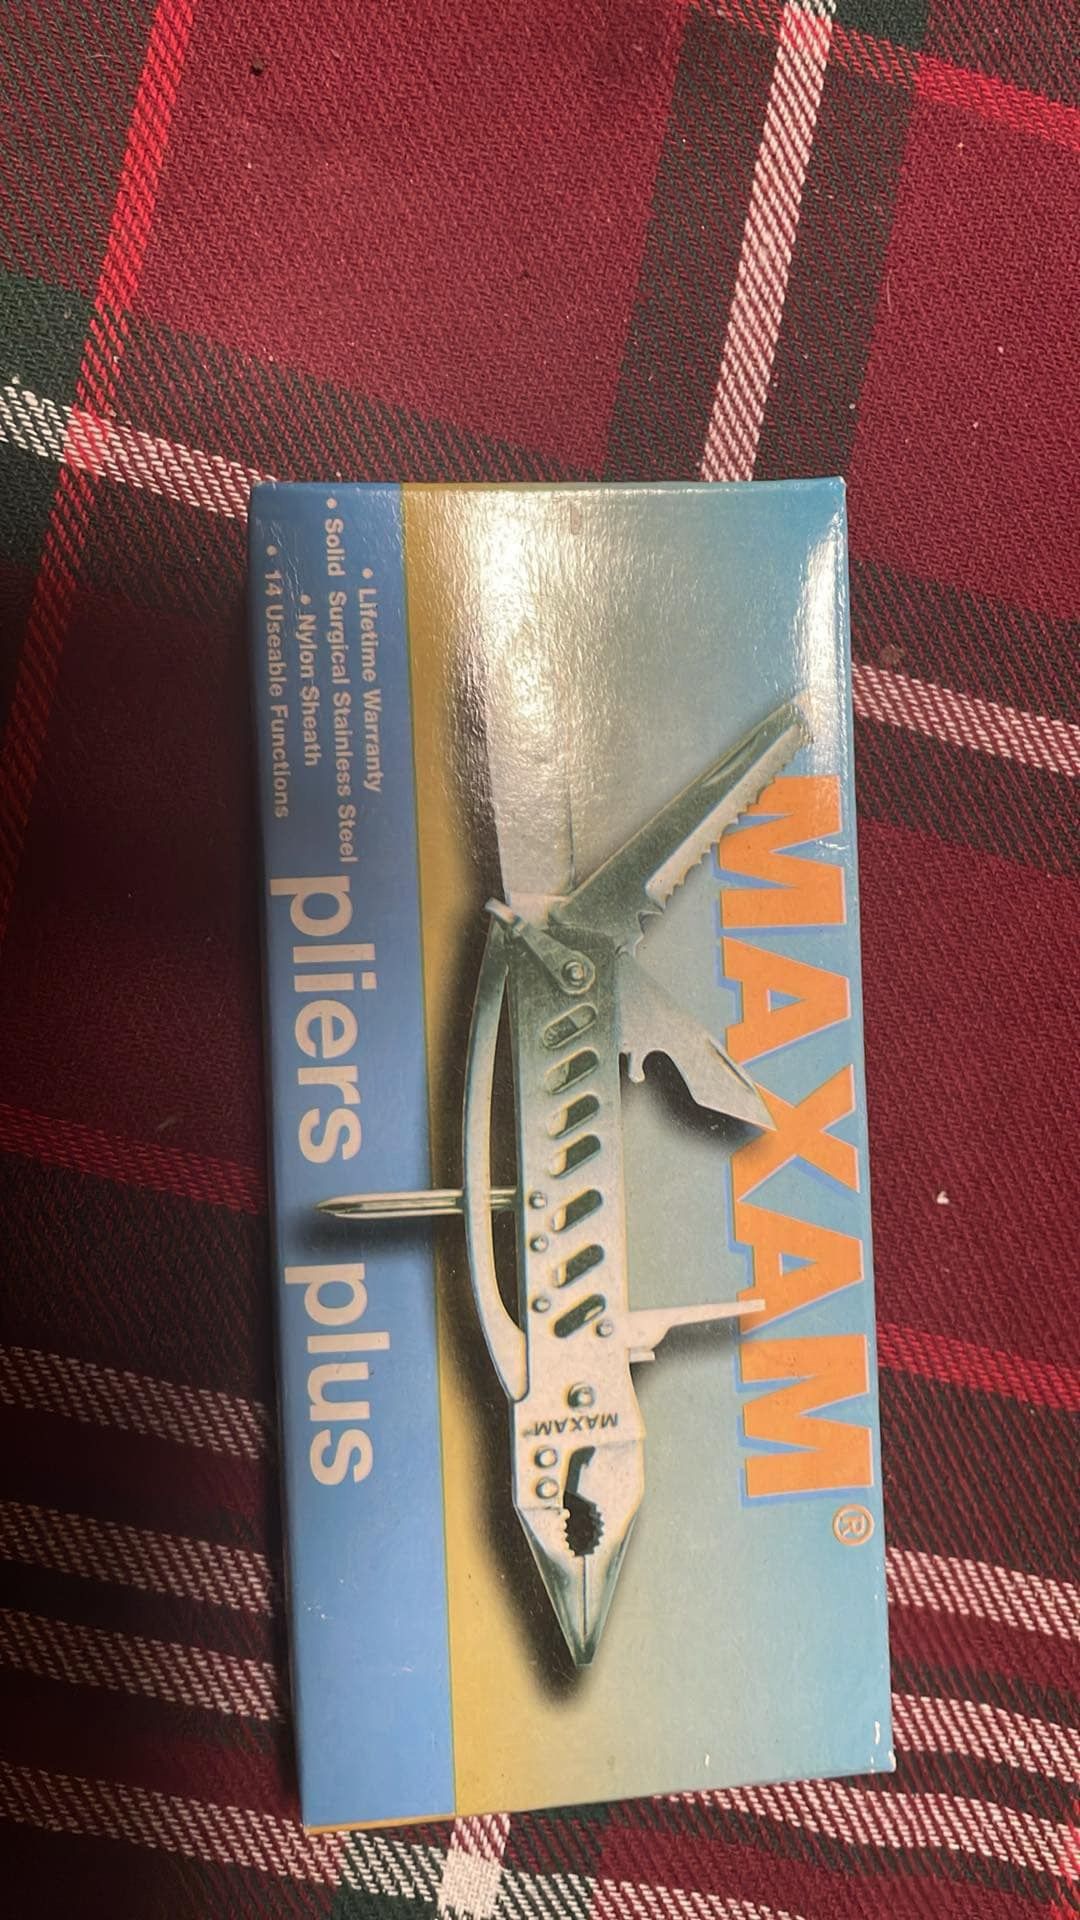 MAXAM®
MAXAM®
• Lifetime Warranty
• Solid Surgical Stainless Steel
• Nylon Sheath
• 14 Useable Functions
pliers plus